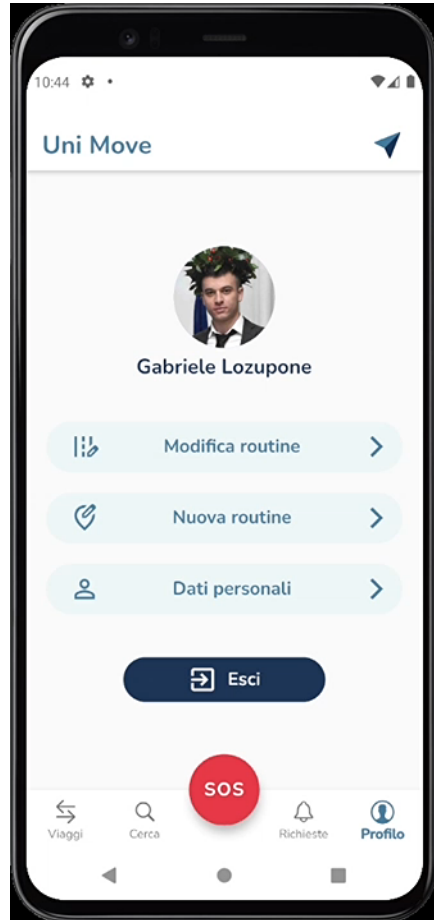 10:44
Uni Move
Gabriele Lozupone
Modifica routine
Nuova routine
Dati personali
Esci
SOS
Viaggi
Cerca
Richieste
Profilo